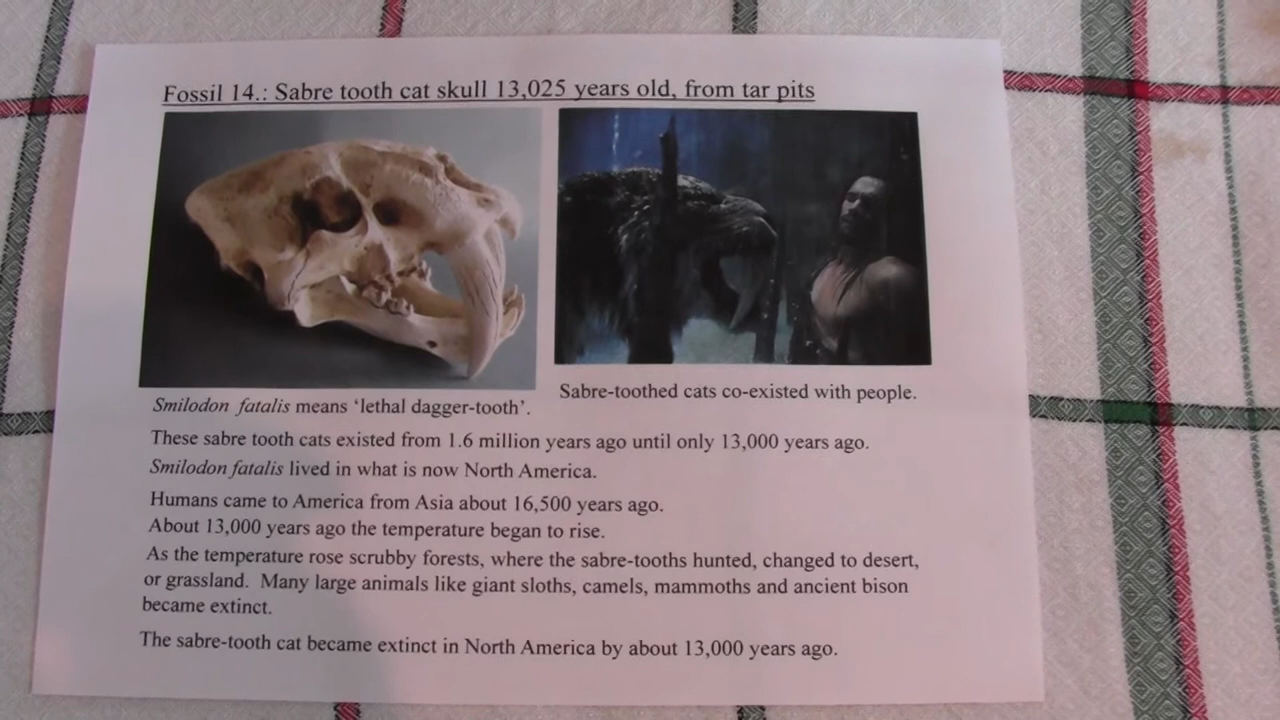 Fossil 14.: Sabre tooth cat skull 13,025 years old, from tar pits
Sabre-toothed cats co-existed with people.
Smilodon fatalis means ‘lethal dagger-tooth’.
These sabre tooth cats existed from 1.6 million years ago until only 13,000 years ago.
Smilodon fatalis lived in what is now North America.
Humans came to America from Asia about 16,500 years ago.
About 13,000 years ago the temperature began to rise.
As the temperature rose scrubby forests, where the sabre-tooths hunted, changed to desert,
or grassland.  Many large animals like giant sloths, camels, mammoths and ancient bison
became extinct.
The sabre-tooth cat became extinct in North America by about 13,000 years ago.